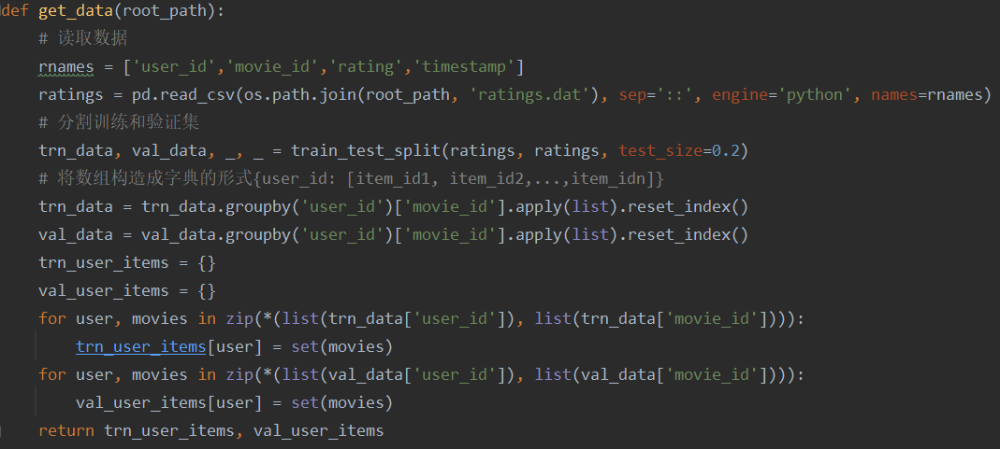 def get_data(root_path):
    # 读取数据
    rnames = ['user_id','movie_id','rating','timestamp']
    ratings = pd.read_csv(os.path.join(root_path, 'ratings.dat'), sep='::', engine='python', names=rnames)
    # 分割训练和验证集
    trn_data, val_data, _, _ = train_test_split(ratings, ratings, test_size=0.2)
    # 将数组构造成字典的形式{user_id: [item_id1, item_id2,...,item_idn]}
    trn_data = trn_data.groupby('user_id')['movie_id'].apply(list).reset_index()
    val_data = val_data.groupby('user_id')['movie_id'].apply(list).reset_index()
    trn_user_items = {}
    val_user_items = {}
    for user, movies in zip(*(list(trn_data['user_id']), list(trn_data['movie_id']))):
        trn_user_items[user] = set(movies)
    for user, movies in zip(*(list(val_data['user_id']), list(val_data['movie_id']))):
        val_user_items[user] = set(movies)
    return trn_user_items, val_user_items